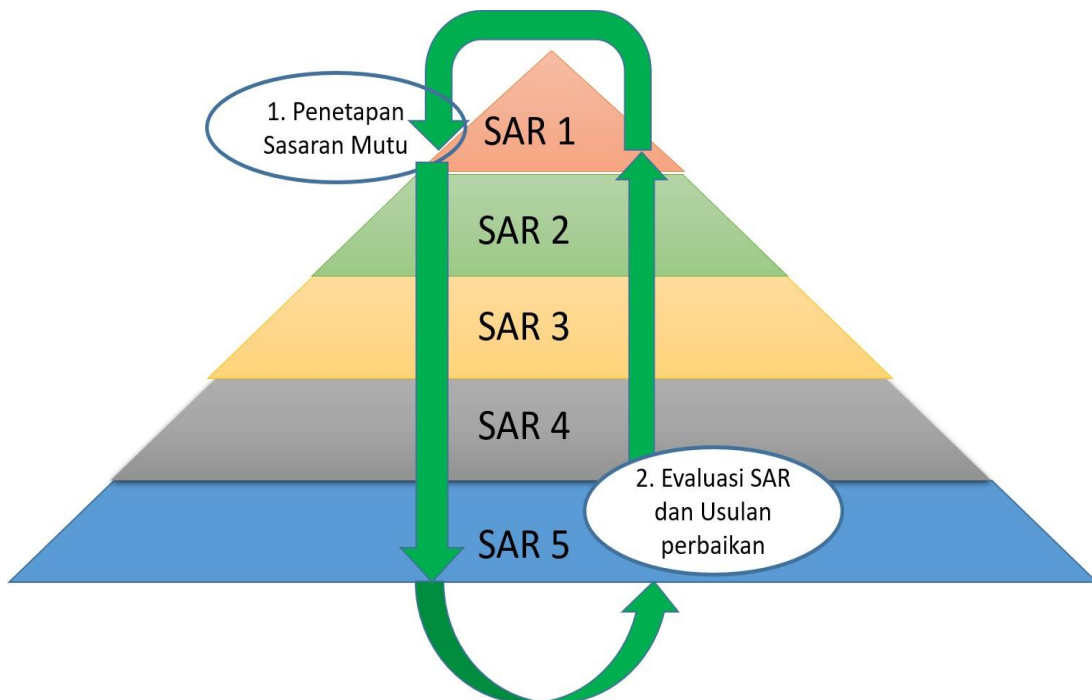 1. Penetapan
Sasaran Mutu
SAR 1
SAR 2
SAR 3
SAR 4
2. Evaluasi SAR
dan Usulan
perbaikan
SAR 5